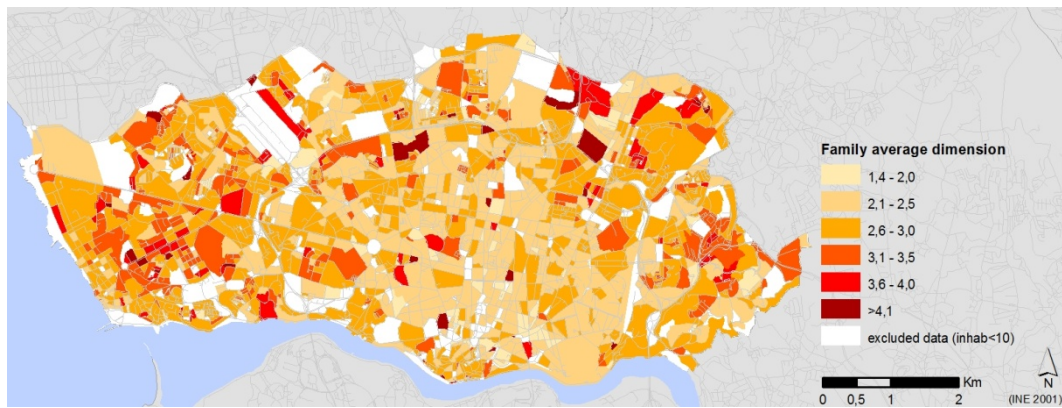 Family average dimension
1,4 - 2,0
2,1 - 2,5
2,6 - 3,0
3,1 - 3,5
3,6 - 4,0
>4,1
excluded data (inhab<10)
Km
0 0,5 1 2
N
(INE 2001)